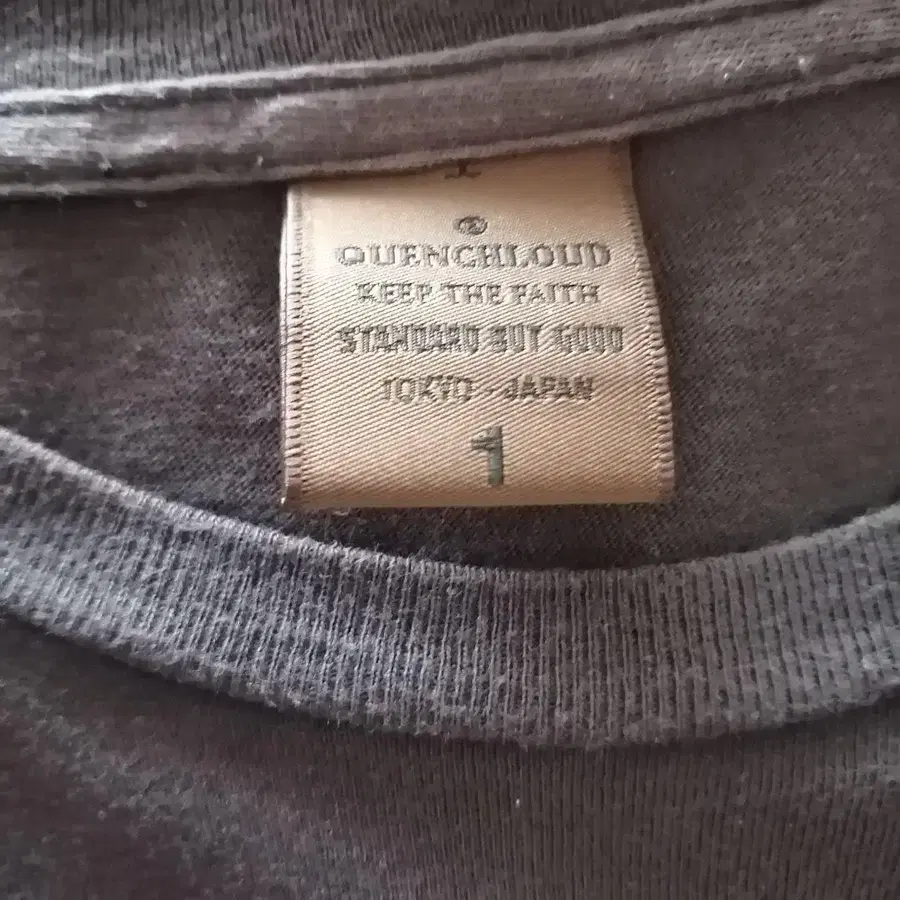 QUENCHLOUD
KEEP THE FAITH
STANDARD BUT GOOD
TOKYO - JAPAN
1